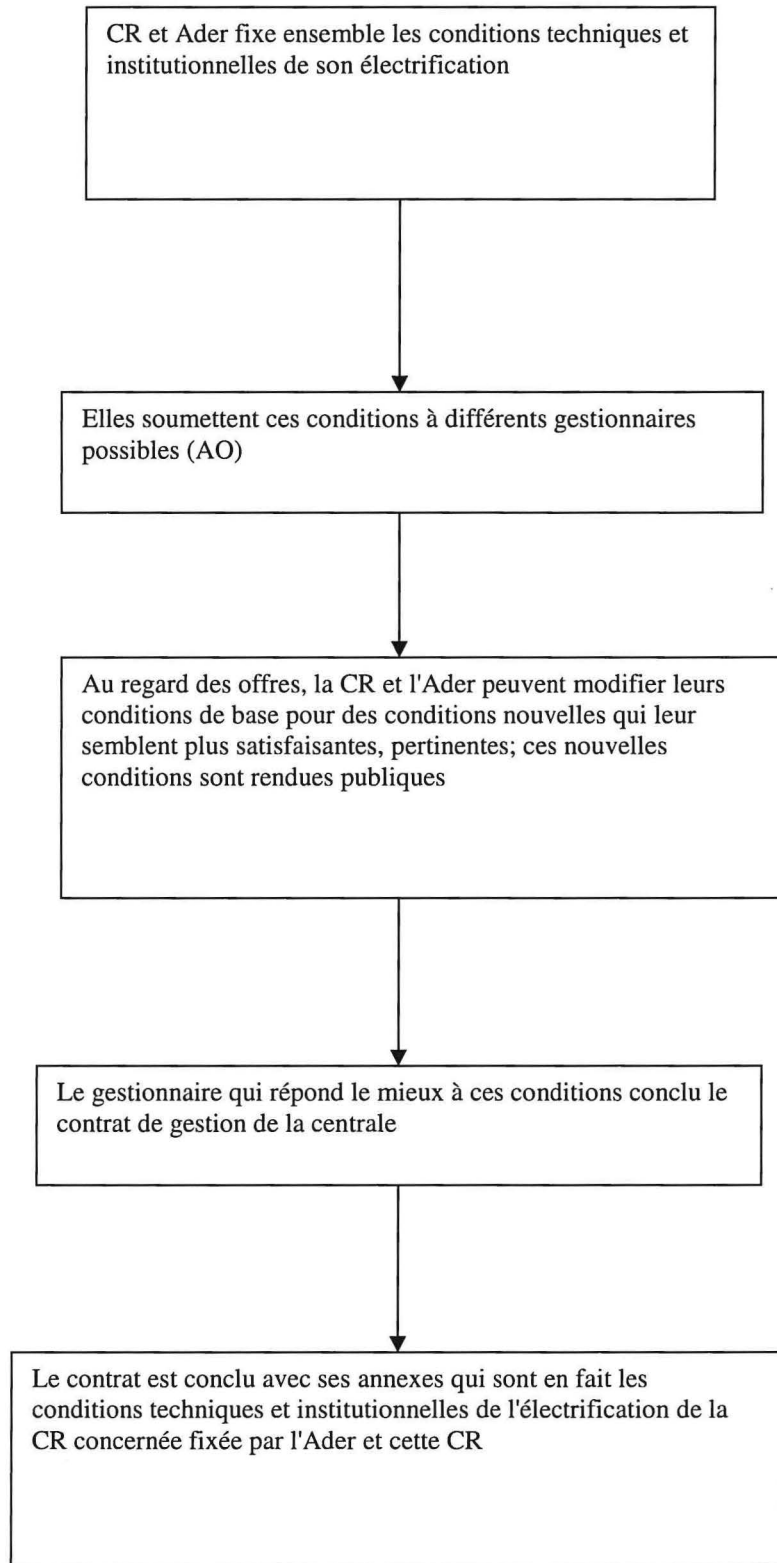 CR et Ader fixe ensemble les conditions techniques et
institutionnelles de son électrification
Elles soumettent ces conditions à différents gestionnaires
possibles (AO)
Au regard des offres, la CR et l'Ader peuvent modifier leurs
conditions de base pour des conditions nouvelles qui leur
semblent plus satisfaisantes, pertinentes; ces nouvelles
conditions sont rendues publiques
Le gestionnaire qui répond le mieux à ces conditions conclu le
contrat de gestion de la centrale
Le contrat est conclu avec ses annexes qui sont en fait les
conditions techniques et institutionnelles de l'électrification de la
CR concernée fixée par l'Ader et cette CR